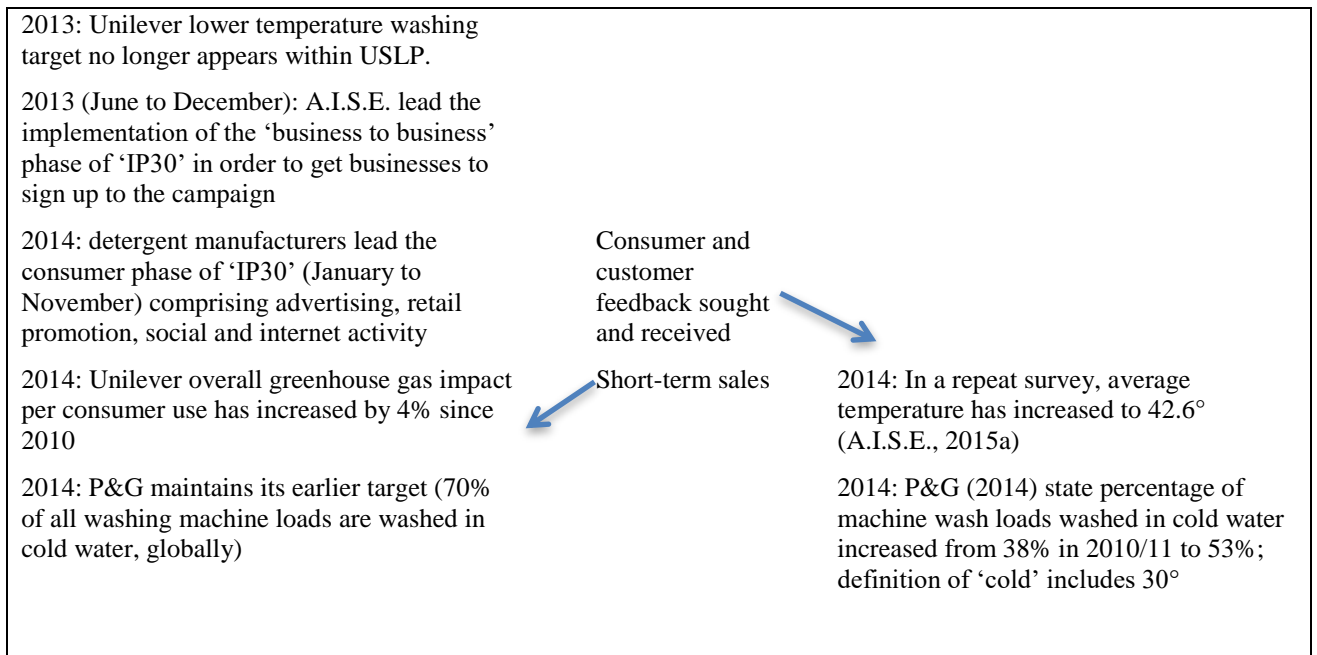 2013: Unilever lower temperature washing
target no longer appears within USLP.
2013 (June to December): A.I.S.E. lead the
implementation of the ‘business to business’
phase of ‘IP30’ in order to get businesses to
sign up to the campaign
2014: detergent manufacturers lead the
consumer phase of ‘IP30’ (January to
November) comprising advertising, retail
promotion, social and internet activity
Consumer and
customer
feedback sought
and received
2014: Unilever overall greenhouse gas impact
per consumer use has increased by 4% since
2010
Short-term sales
2014: In a repeat survey, average
temperature has increased to 42.6°
(A.I.S.E., 2015a)
2014: P&G maintains its earlier target (70%
of all washing machine loads are washed in
cold water, globally)
2014: P&G (2014) state percentage of
machine wash loads washed in cold water
increased from 38% in 2010/11 to 53%;
definition of ‘cold’ includes 30°